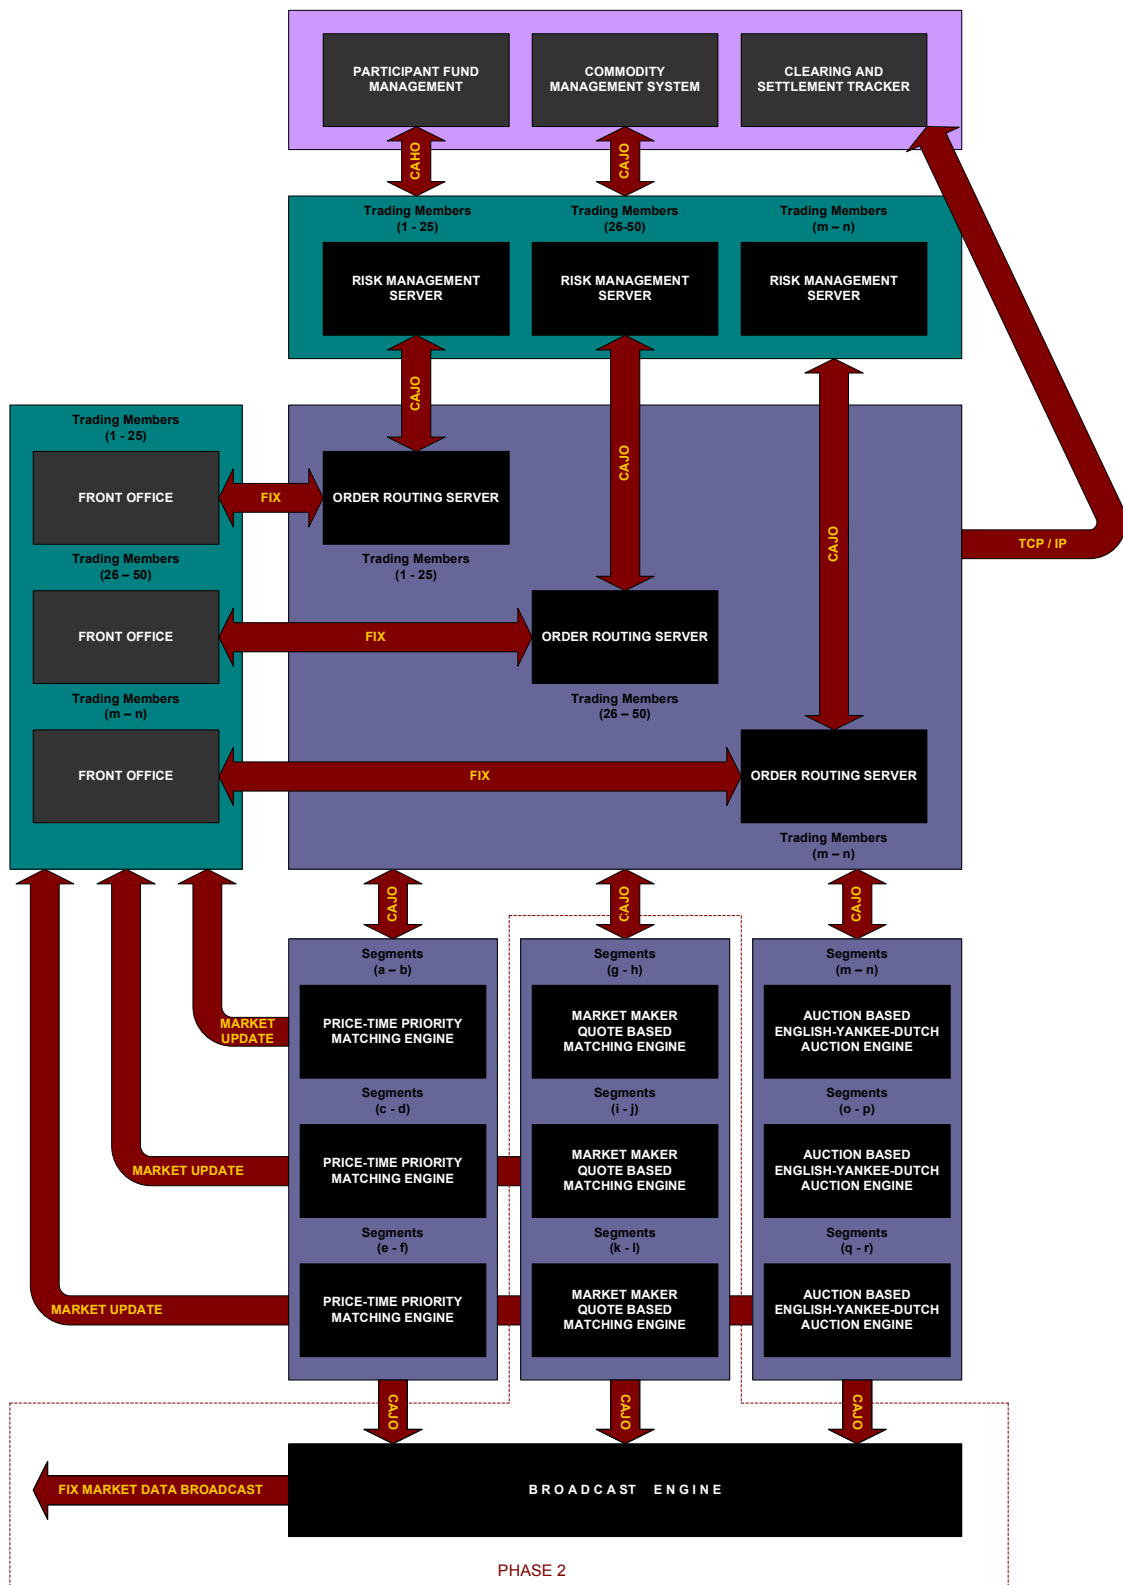 PARTICIPANT FUND
MANAGEMENT
COMMODITY
MANAGEMENT SYSTEM
CLEARING AND
SETTLEMENT TRACKER
CAHO
CAJO
Trading Members
(1 - 25)
Trading Members
(26-50)
Trading Members
(m – n)
RISK MANAGEMENT
SERVER
RISK MANAGEMENT
SERVER
RISK MANAGEMENT
SERVER
CAJO
CAJO
CAJO
TCP / IP
Trading Members
(1 - 25)
FRONT OFFICE
FIX
ORDER ROUTING SERVER
Trading Members
(1 - 25)
Trading Members
(26 – 50)
FRONT OFFICE
FIX
ORDER ROUTING SERVER
Trading Members
(26 – 50)
Trading Members
(m – n)
FRONT OFFICE
FIX
ORDER ROUTING SERVER
Trading Members
(m – n)
CAJO
CAJO
CAJO
Segments
(a – b)
Segments
(g - h)
Segments
(m – n)
MARKET
UPDATE
PRICE-TIME PRIORITY
MATCHING ENGINE
MARKET MAKER
QUOTE BASED
MATCHING ENGINE
AUCTION BASED
ENGLISH-YANKEE-DUTCH
AUCTION ENGINE
Segments
(c - d)
Segments
(i - j)
Segments
(o - p)
MARKET UPDATE
PRICE-TIME PRIORITY
MATCHING ENGINE
MARKET MAKER
QUOTE BASED
MATCHING ENGINE
AUCTION BASED
ENGLISH-YANKEE-DUTCH
AUCTION ENGINE
Segments
(e - f)
Segments
(k - l)
Segments
(q - r)
MARKET UPDATE
PRICE-TIME PRIORITY
MATCHING ENGINE
MARKET MAKER
QUOTE BASED
MATCHING ENGINE
AUCTION BASED
ENGLISH-YANKEE-DUTCH
AUCTION ENGINE
CAJO
CAJO
CAJO
FIX MARKET DATA BROADCAST
BROADCAST ENGINE
PHASE 2